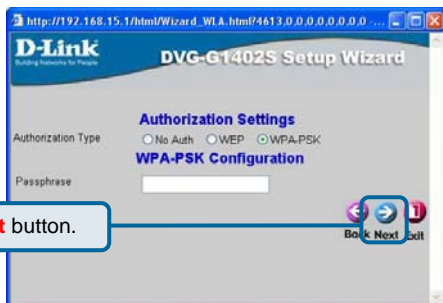 http://192.168.15.1/html/Wizard_WLA.html?4613,0,0,0,0,0,0,0,0 -...
D-Link
Building Networks for People
DVG-G1402S Setup Wizard
Authorization Settings
Authorization Type No Auth WEP WPA-PSK
WPA-PSK Configuration
Passphrase
t button.
Back Next Exit